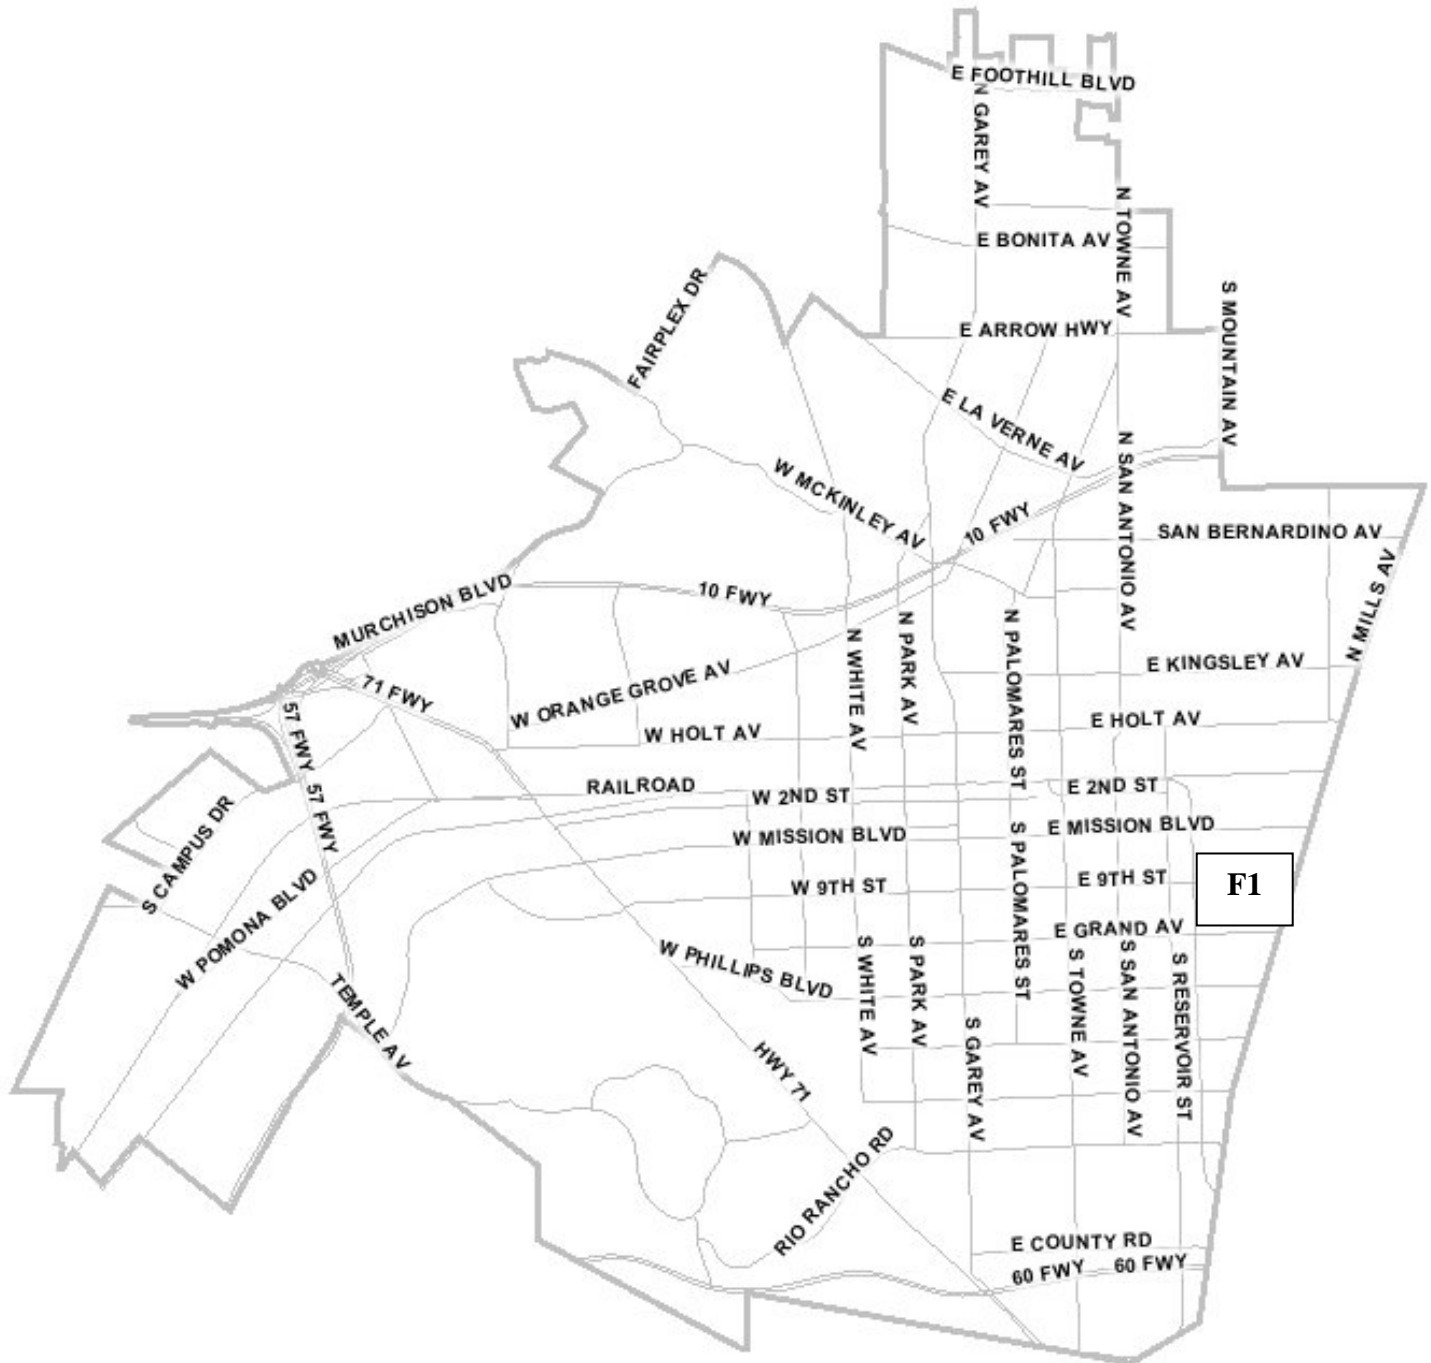 E FOOTHILL BLVD
N GAREY AV
N TOWNE AV
E BONITA AV
FAIRPLEX DR
S MOUNTAIN AV
E ARROW HWY
E LA VERNE AV
N SAN ANTONIO AV
W MCKINLEY AV
10 FWY
SAN BERNARDINO AV
N MILLS AV
MURCHISON BLVD
10 FWY
N WHITE AV
N PARK AV
N PALOMARES ST
E KINGSLEY AV
W ORANGE GROVE AV
71 FWY
57 FWY
W HOLT AV
E HOLT AV
RAILROAD
W 2ND ST
E 2ND ST
57 FWY
S CAMPUS DR
W MISSION BLVD
E MISSION BLVD
S PALOMARES ST
W 9TH ST
E 9TH ST
F1
W POMONA BLVD
E GRAND AV
W PHILLIPS BLVD
S WHITE AV
S PARK AV
S TOWNE AV
S SAN ANTONIO AV
S RESERVOIR ST
TEMPLE AV
S GAREY AV
HWY 71
RIO RANCHO RD
E COUNTY RD
60 FWY
60 FWY